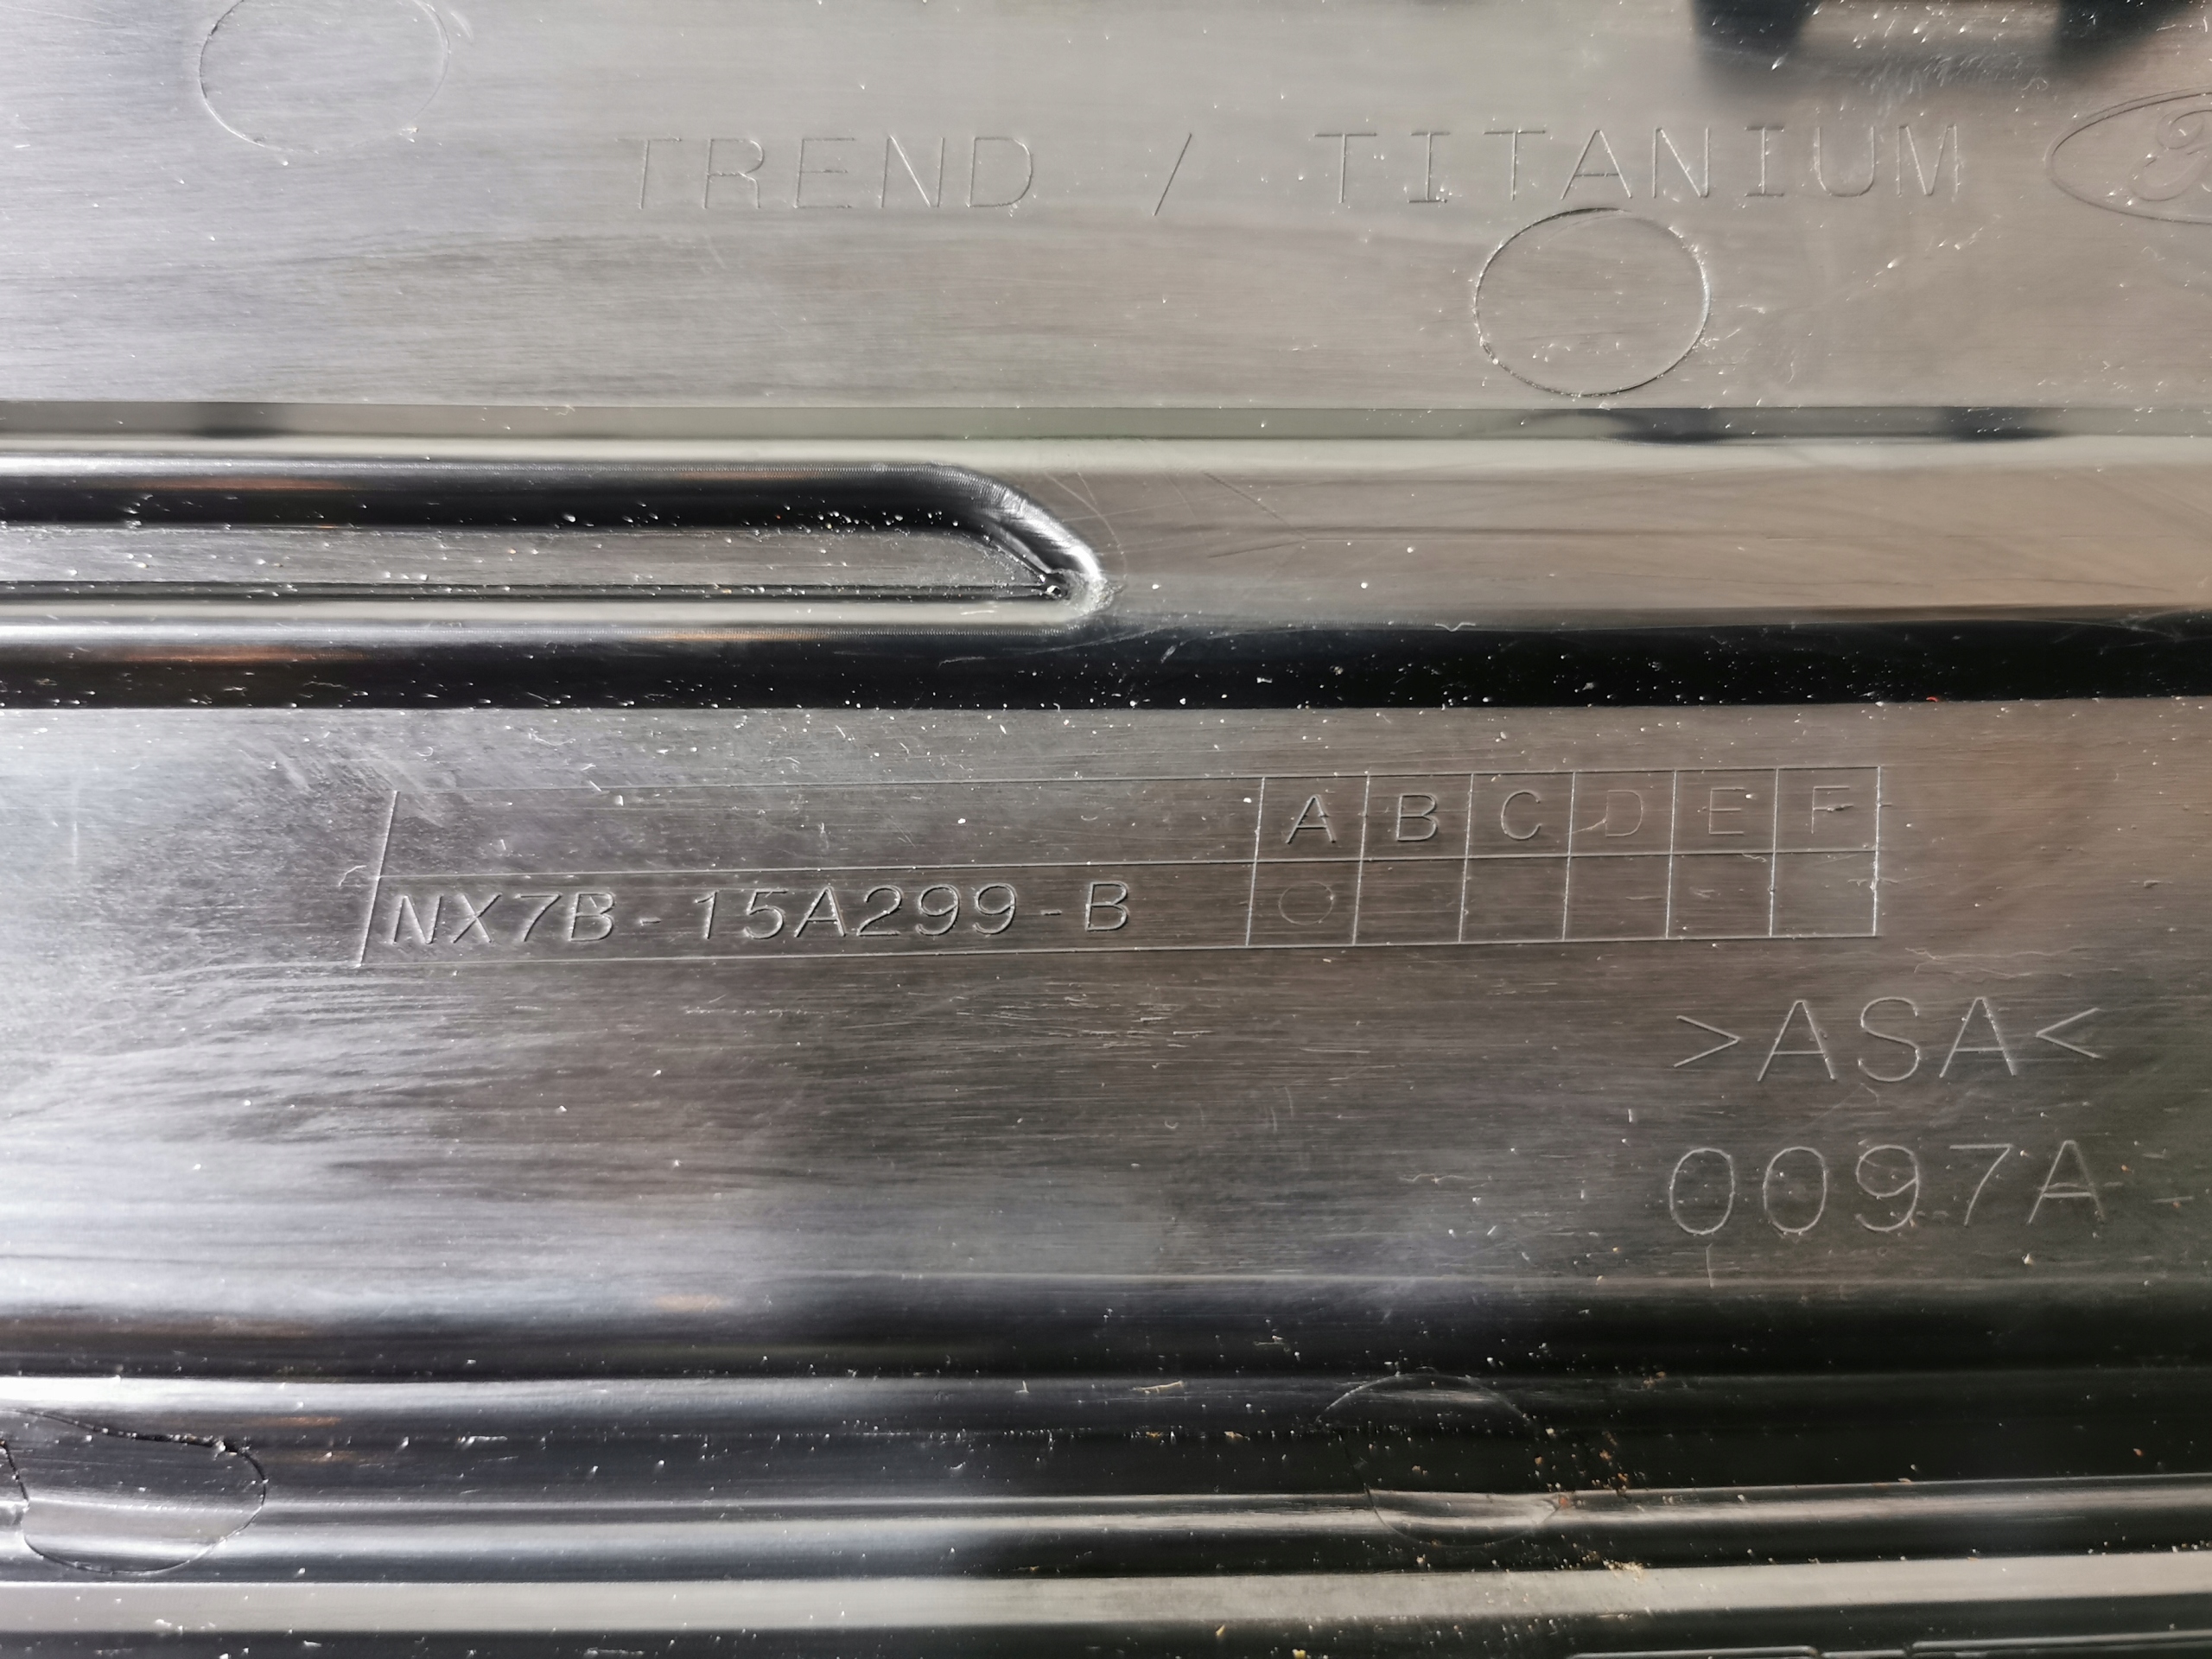 TREND / TITANIUM
A B C D E F
NX7B-15A299-B
>ASA<
0097A